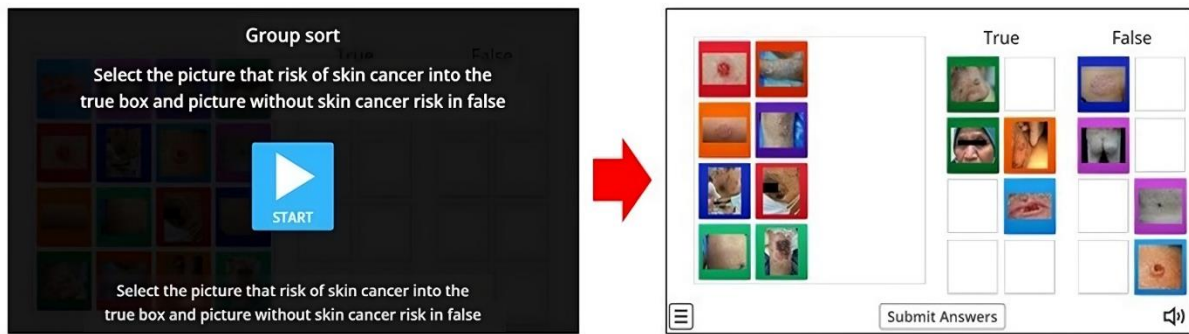 Group sort
Select the picture that risk of skin cancer into the
true box and picture without skin cancer risk in false
START
Select the picture that risk of skin cancer into the
true box and picture without skin cancer risk in false
True
False
True
False
Submit Answers